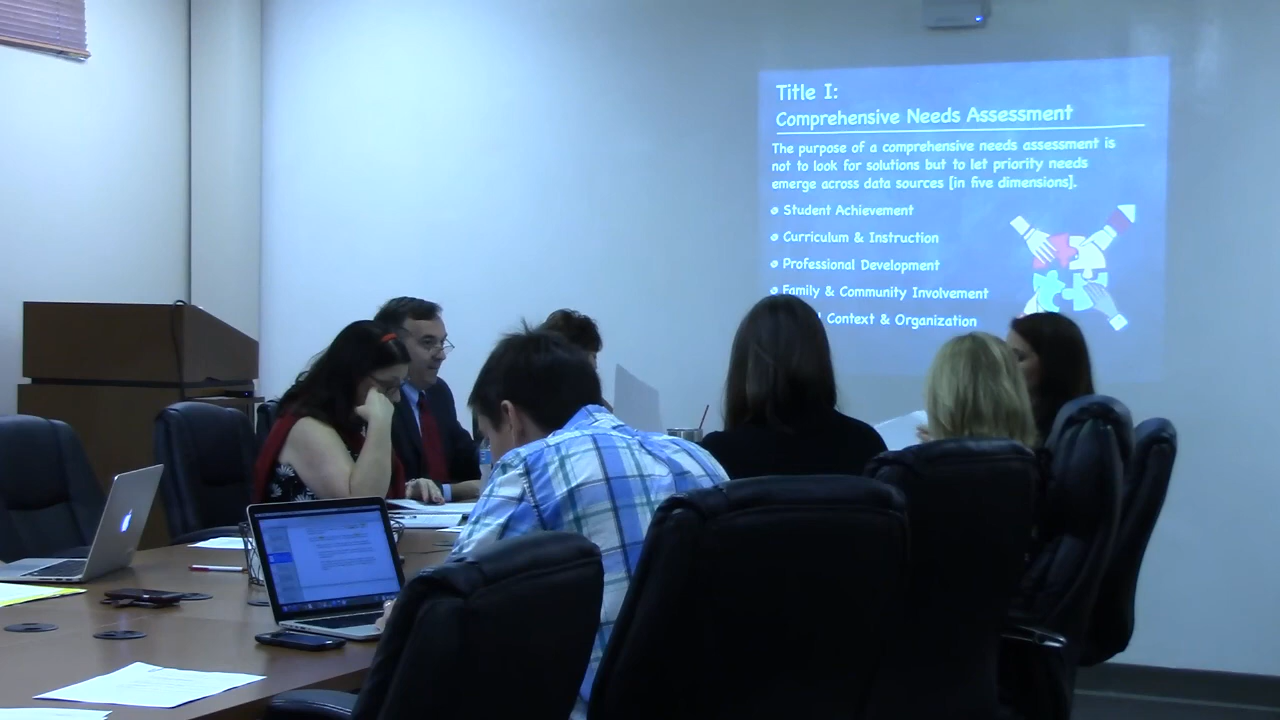 Title I:
Comprehensive Needs Assessment
The purpose of a comprehensive needs assessment is
not to look for solutions but to let priority needs
emerge across data sources [in five dimensions].
Student Achievement
Curriculum & Instruction
Professional Development
Family & Community Involvement
Context & Organization